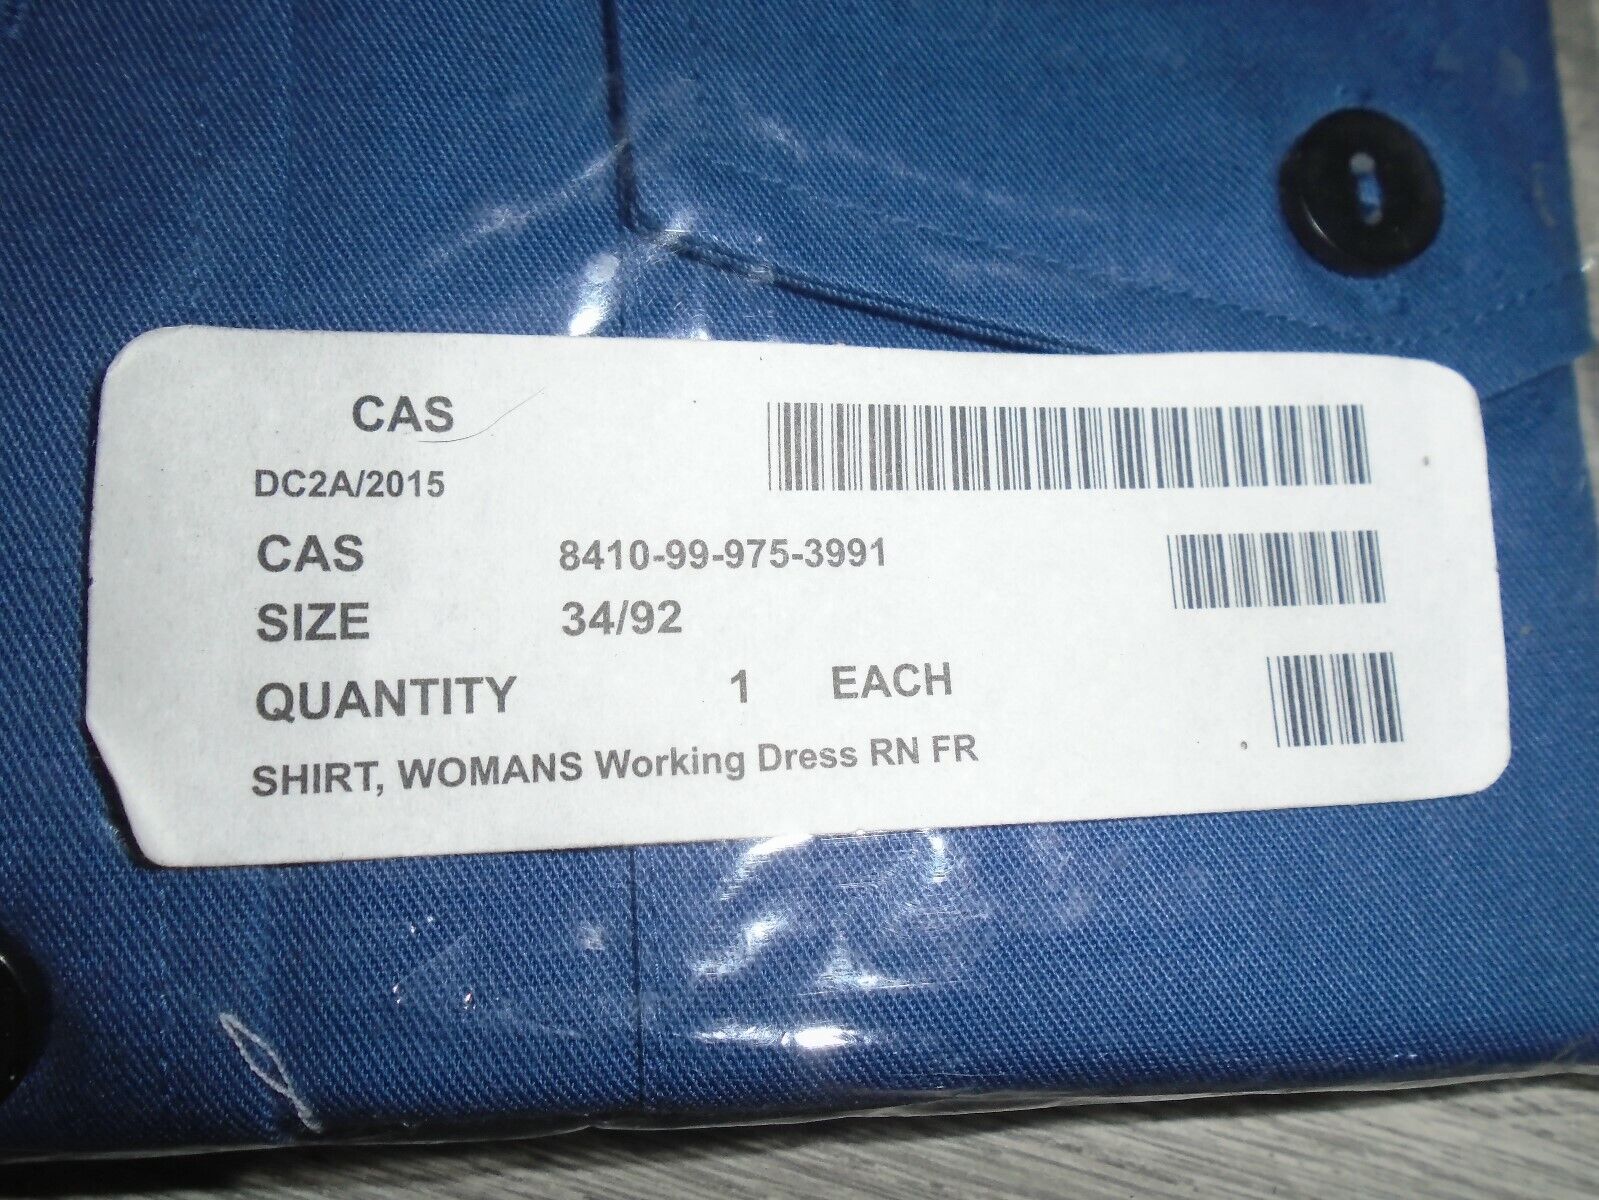 CAS
DC2A/2015
CAS 8410-99-975-3991
SIZE 34/92
QUANTITY 1 EACH
SHIRT, WOMANS Working Dress RN FR